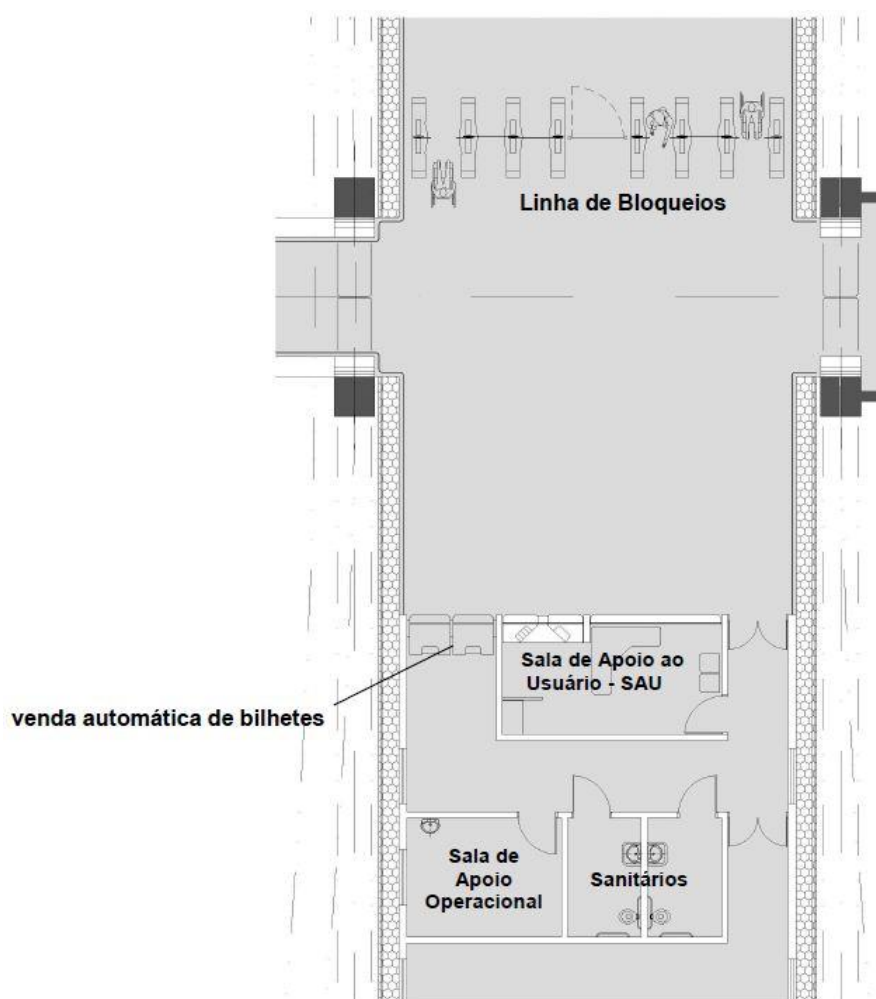 Linha de Bloqueios
Sala de Apoio ao
Usuário - SAU
venda automática de bilhetes
Sala de
Apoio
Operacional
Sanitários